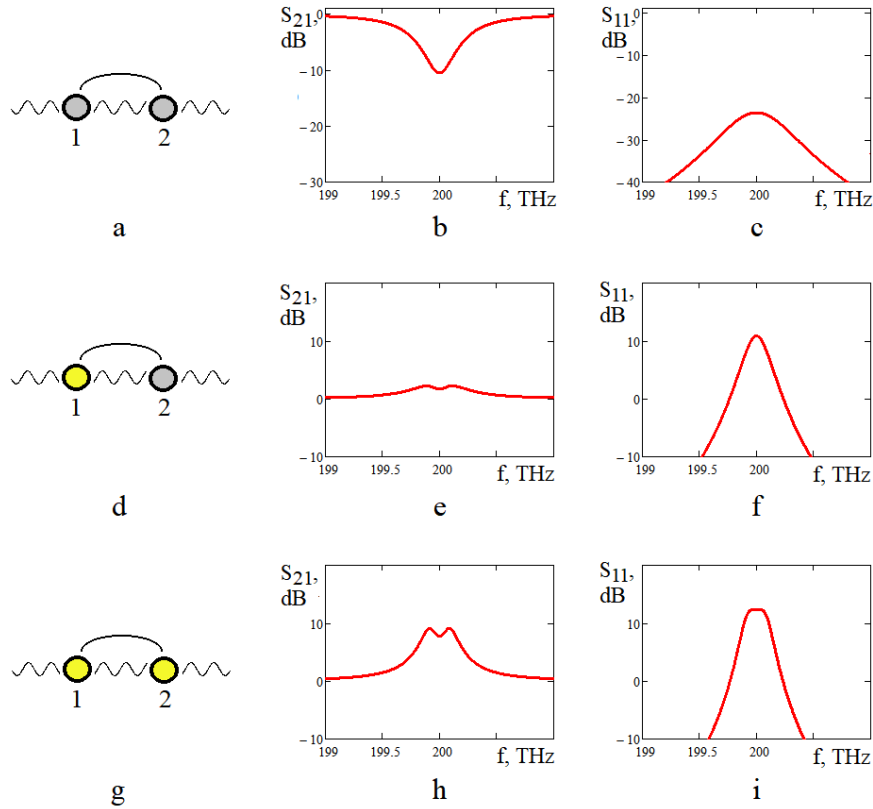 S21,
dB
0
−10
−20
−30
199
199.5
200
f, THz
S11,
dB
0
−10
−20
−30
−40
199
199.5
200
f, THz
1
2
a
b
c
S21,
dB
10
0
−10
199
199.5
200
f, THz
S11,
dB
10
0
−10
199
199.5
200
f, THz
1
2
d
e
f
S21,
dB
10
0
−10
199
199.5
200
f, THz
S11,
dB
10
0
−10
199
199.5
200
f, THz
1
2
g
h
i